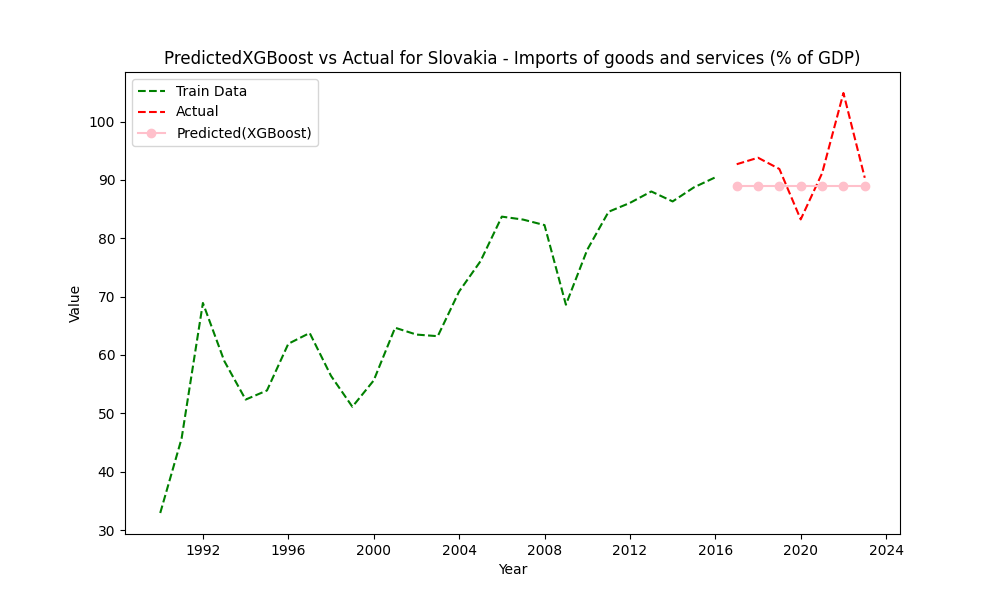 PredictedXGBoost vs Actual for Slovakia - Imports of goods and services (% of GDP)
Train Data
Actual
Predicted(XGBoost)
100
90
80
70
60
50
40
30
Value
1992 1996 2000 2004 2008 2012 2016 2020 2024
Year